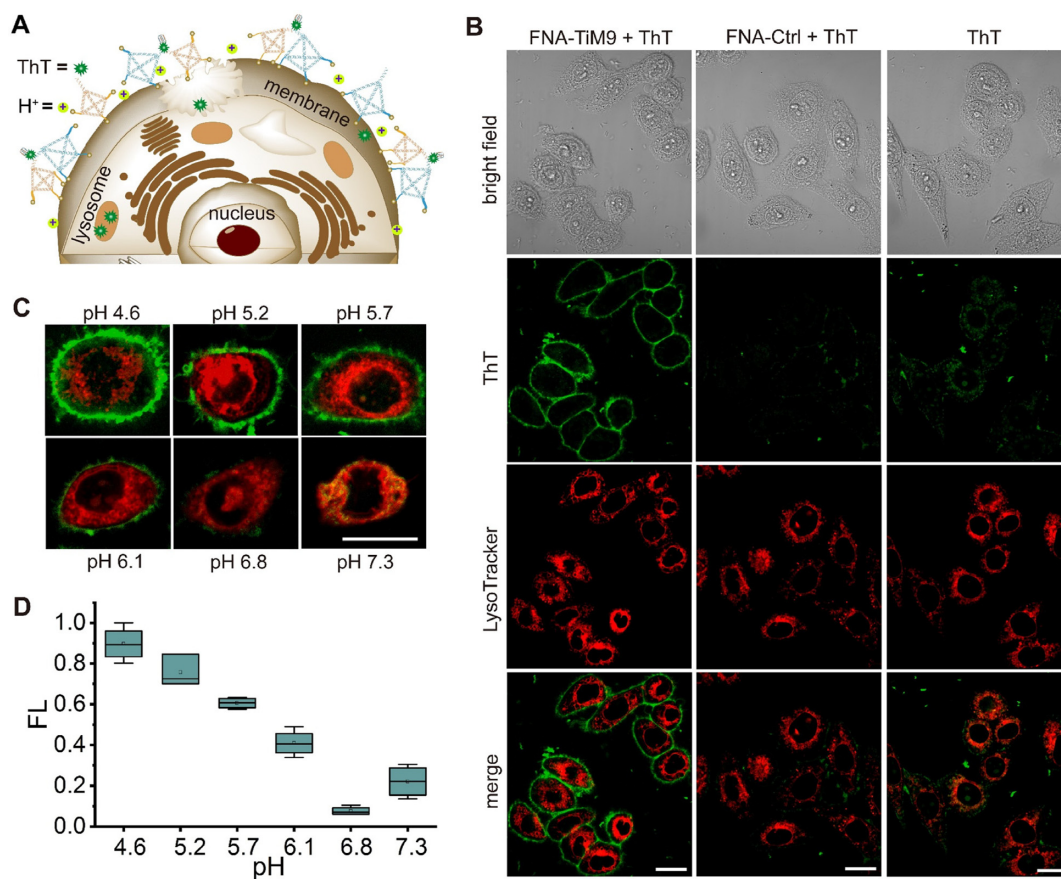 A
ThT =
H+ =
membrane
lysosome
nucleus
B
FNA-TiM9 + ThT
FNA-Ctrl + ThT
ThT
bright field
ThT
LysoTracker
merge
C
pH 4.6
pH 5.2
pH 5.7
pH 6.1
pH 6.8
pH 7.3
D
FL
1.0
0.8
0.6
0.4
0.2
0.0
4.6
5.2
5.7
6.1
6.8
7.3
pH